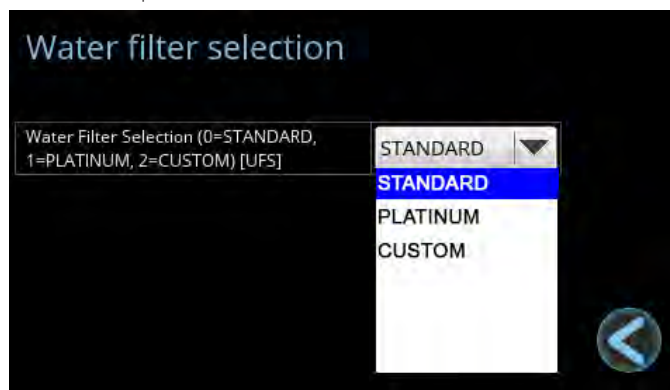 Water filter selection
Water Filter Selection (0=STANDARD,
1=PLATINUM, 2=CUSTOM) [UFS]
STANDARD
STANDARD
PLATINUM
CUSTOM